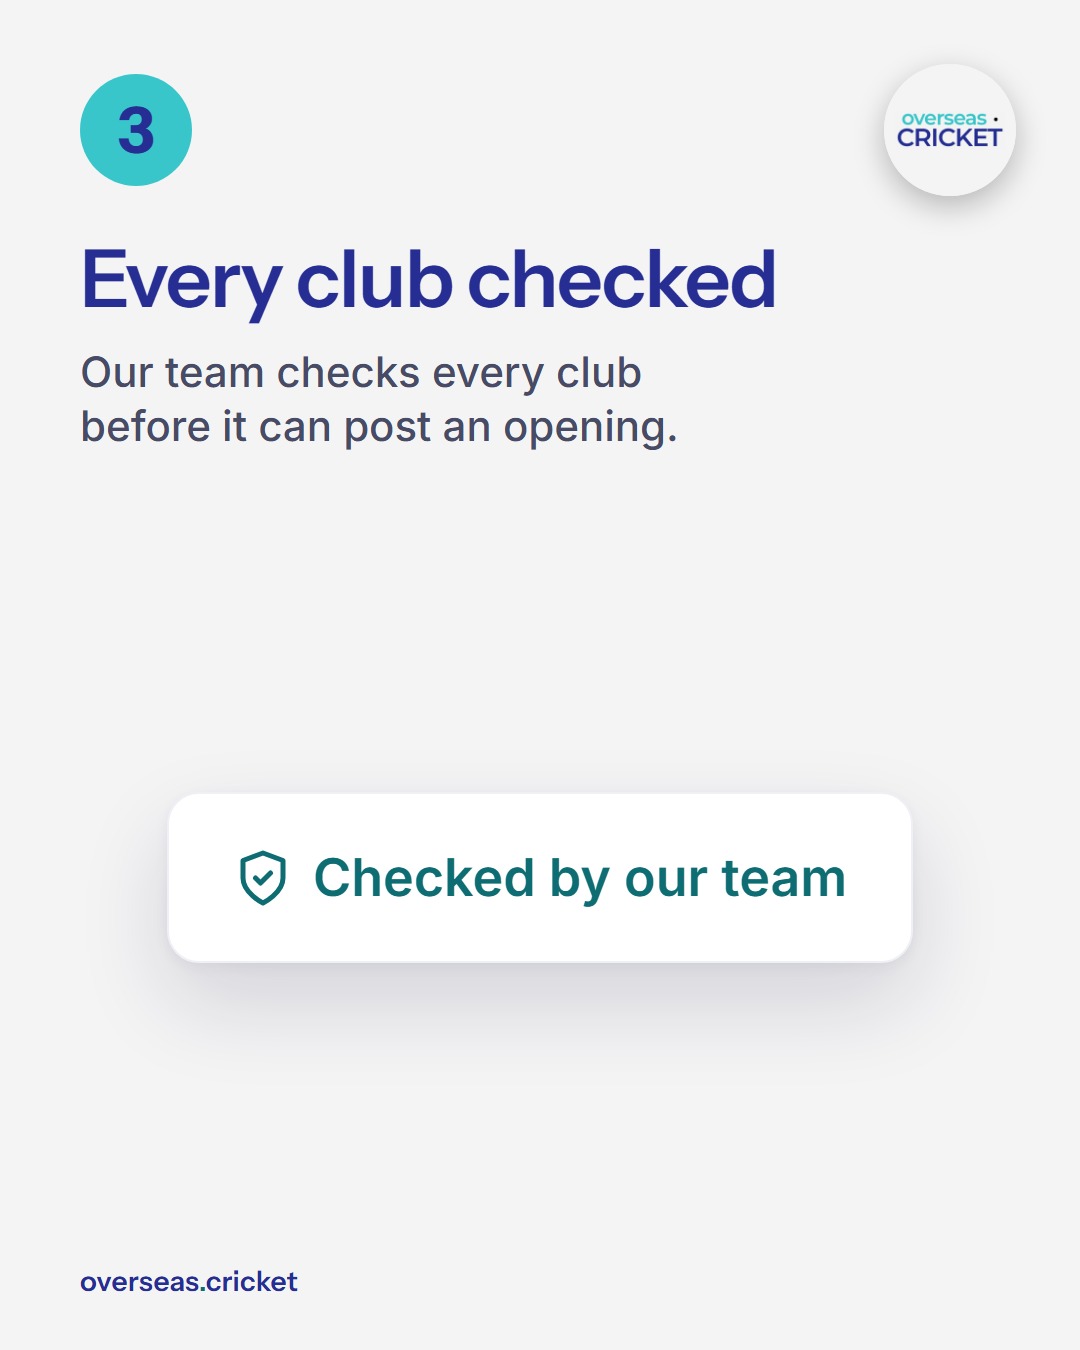 3
overseas
CRICKET
Every club checked
Our team checks every club
before it can post an opening.
Checked by our team
overseas.cricket